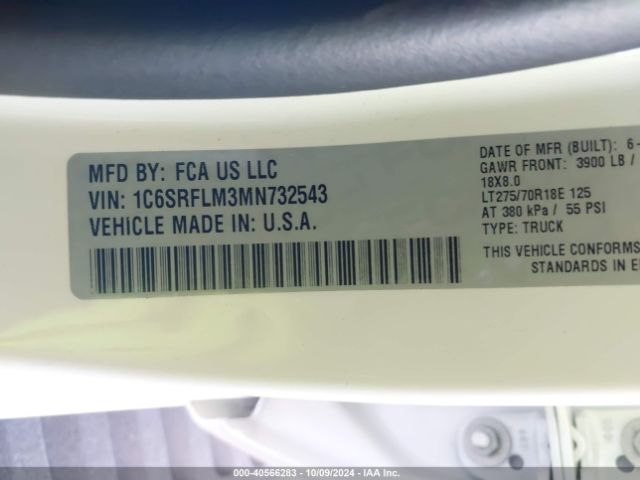 MFD BY: FCA US LLC
VIN: 1C6SRFLM3MN732543
VEHICLE MADE IN: U.S.A.
DATE OF MFR (BUILT): 6-
GAWR FRONT: 3900 LB /
18X8.0
LT275/70R18E 125
AT 380 kPa / 55 PSI
TYPE: TRUCK
THIS VEHICLE CONFORMS
STANDARDS IN E
000-40566283 - 10/09/2024 - IAA Inc.